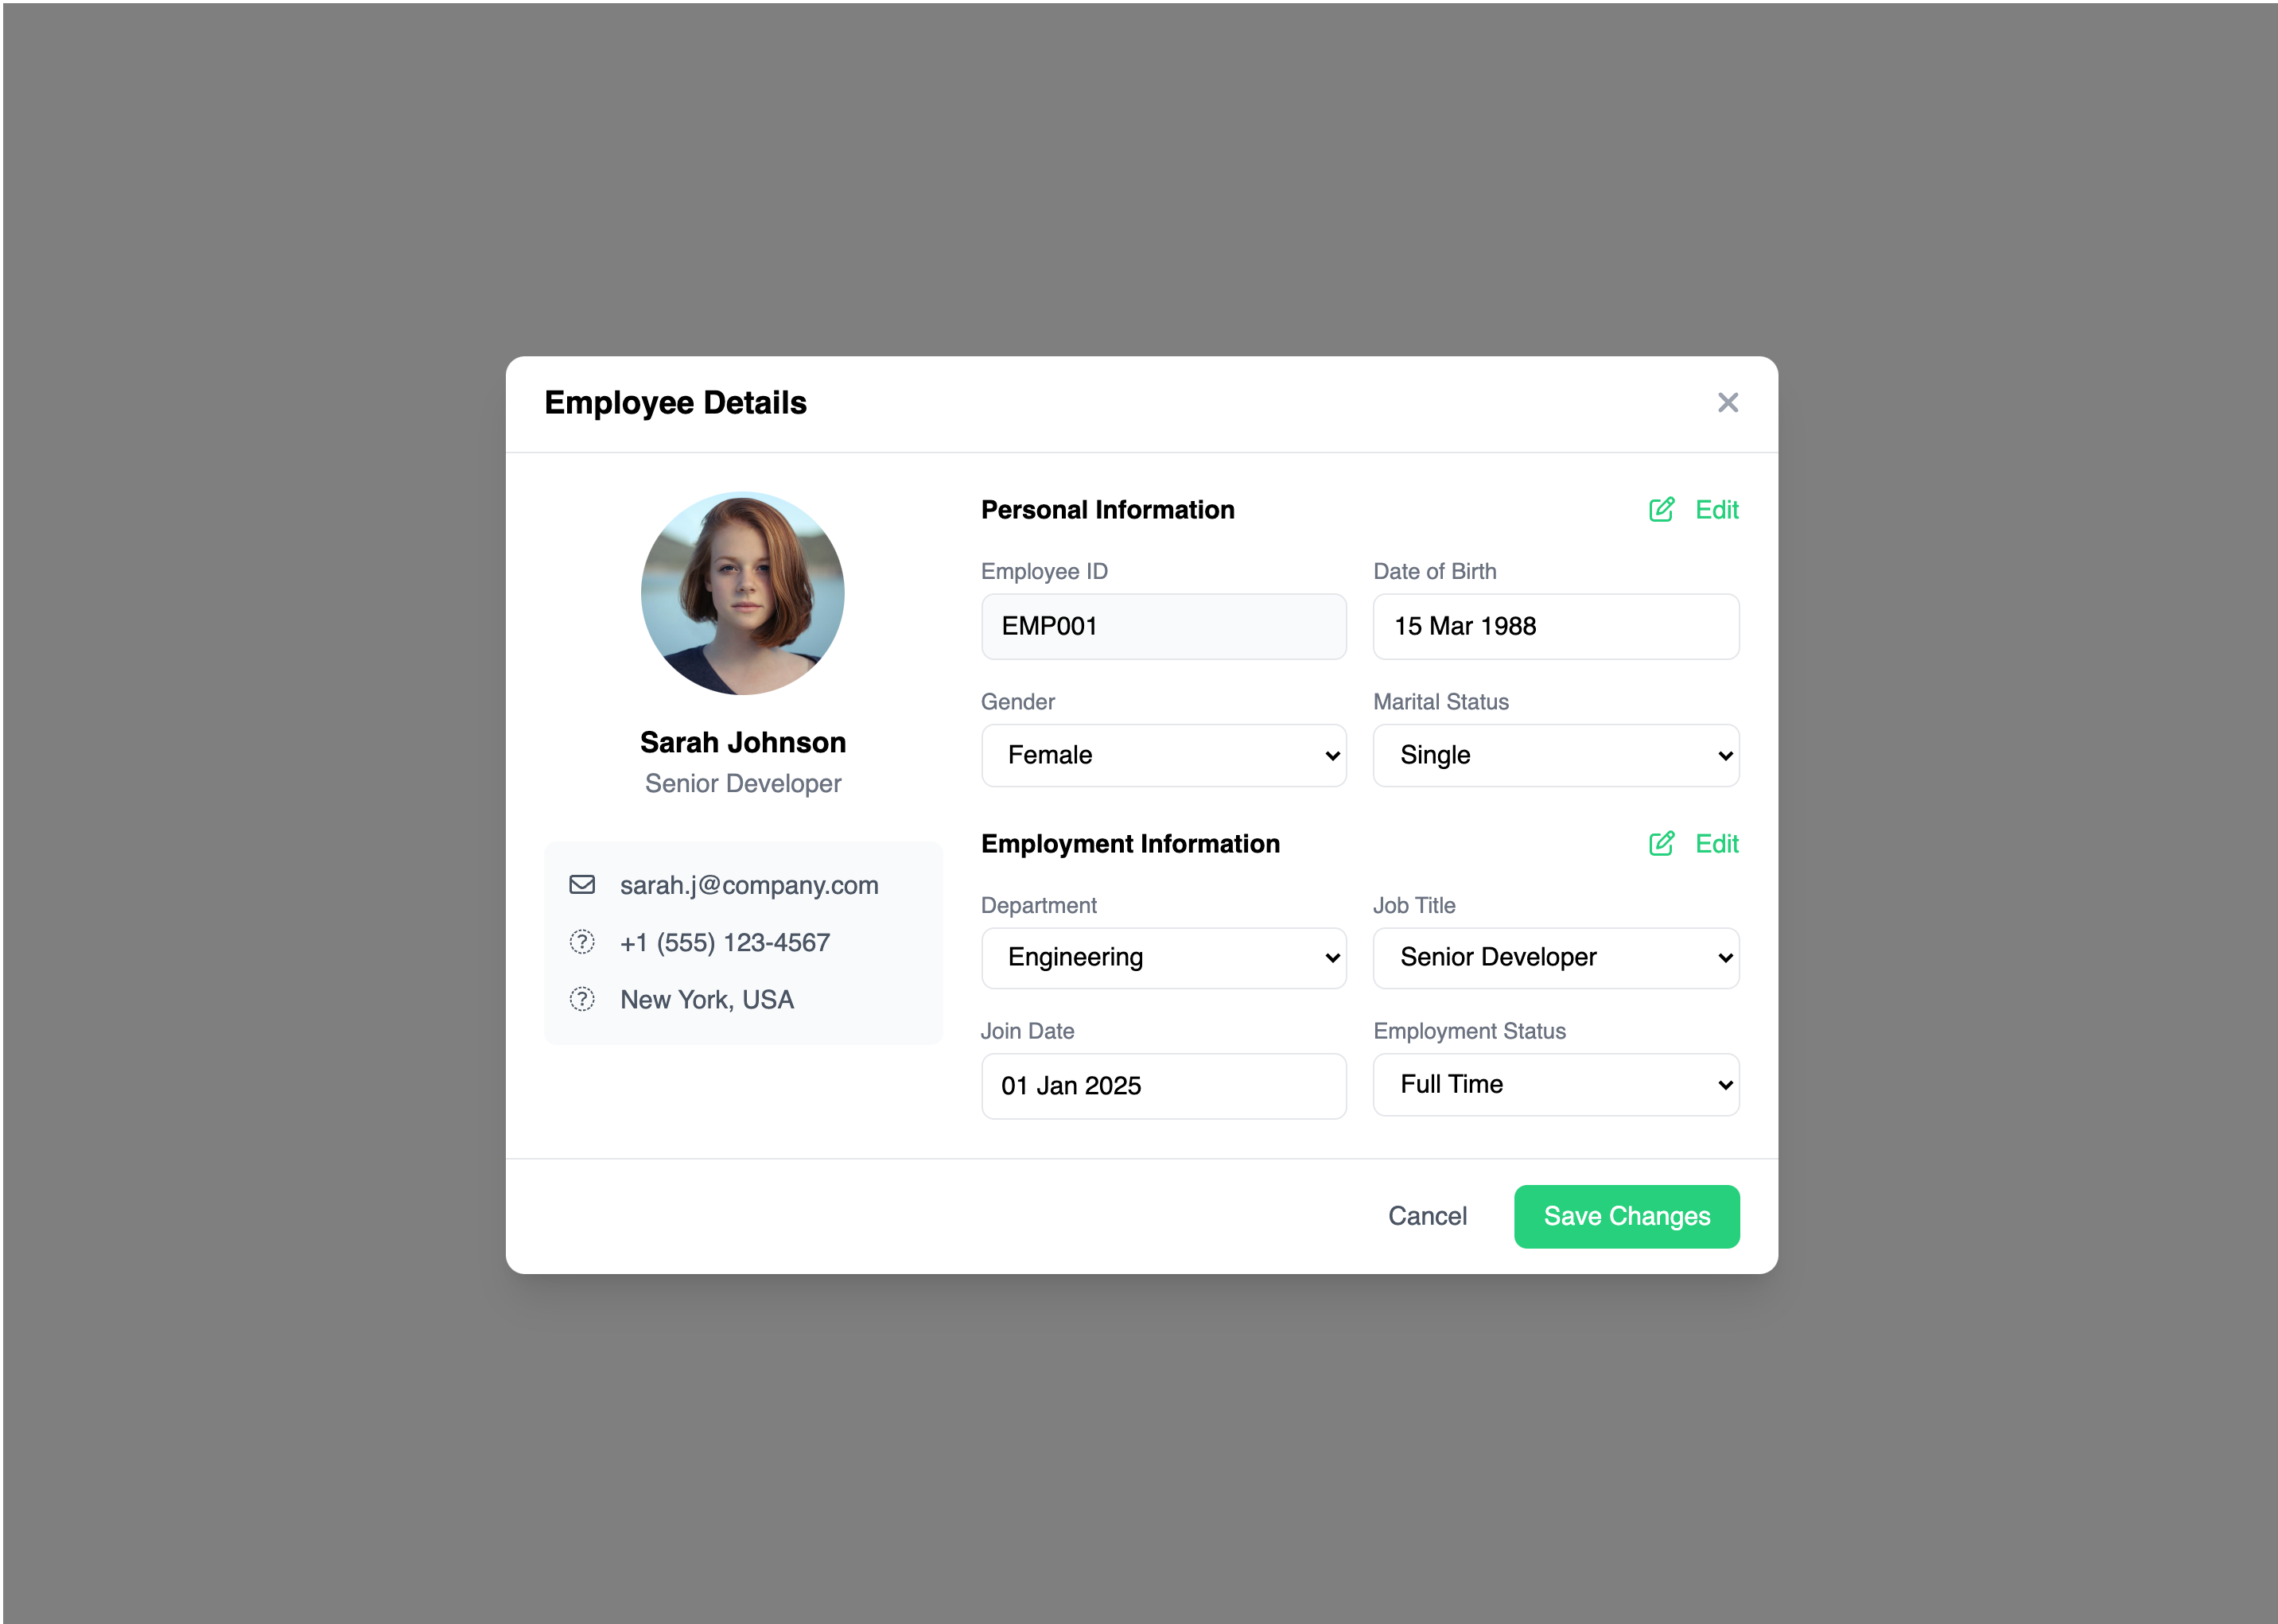 Employee Details
Sarah Johnson
Senior Developer
sarah.j@company.com
+1 (555) 123-4567
New York, USA
Personal Information
Edit
Employee ID
Date of Birth
EMP001
15 Mar 1988
Gender
Marital Status
Female
Single
Employment Information
Edit
Department
Job Title
Engineering
Senior Developer
Join Date
Employment Status
01 Jan 2025
Full Time
Cancel
Save Changes